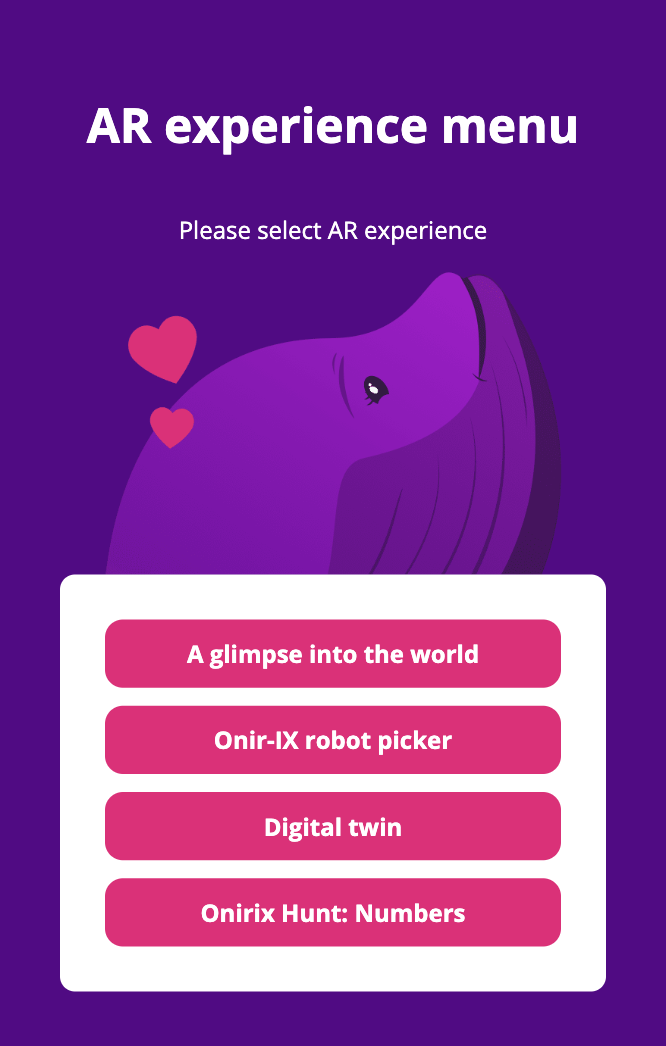 AR experience menu
Please select AR experience
A glimpse into the world
Onir-IX robot picker
Digital twin
Onirix Hunt: Numbers